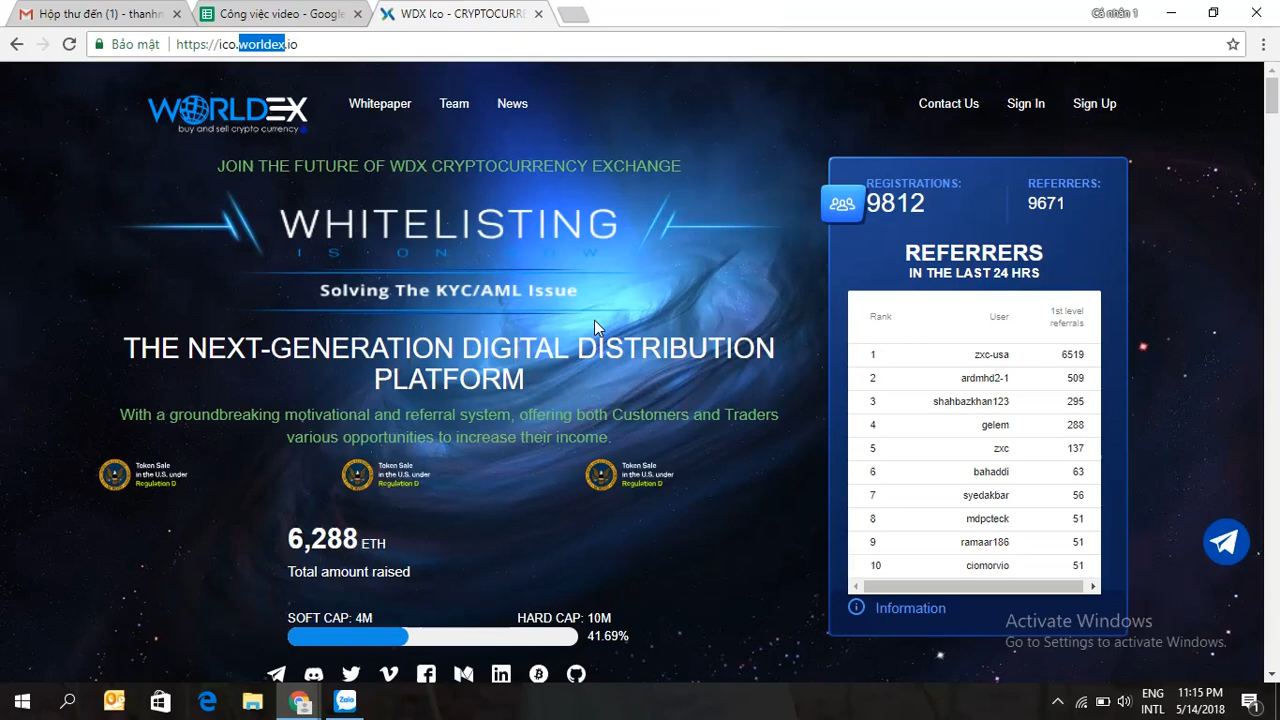 Hộp thư đến (1) - thanhn
Công việc video - Google
WDX Ico - CRYPTOCURRE
Cá nhân 1
Bảo mật
https://ico.worldex.io
WORLDEX
buy and sell crypto currency
Whitepaper
Team
News
Contact Us
Sign In
Sign Up
JOIN THE FUTURE OF WDX CRYPTOCURRENCY EXCHANGE
WHITELISTING
IS ON NOW
Solving The KYC/AML Issue
THE NEXT-GENERATION DIGITAL DISTRIBUTION
PLATFORM
With a groundbreaking motivational and referral system, offering both Customers and Traders
various opportunities to increase their income.
Token Sale
in the U.S. under
Regulation D
Token Sale
in the U.S. under
Regulation D
Token Sale
in the U.S. under
Regulation D
6,288 ETH
Total amount raised
SOFT CAP: 4M
HARD CAP: 10M
41.69%
REGISTRATIONS:
9812
REFERRERS:
9671
REFERRERS
IN THE LAST 24 HRS
Rank User 1st level
referrals
1 zxc-usa 6519
2 ardmhd2-1 509
3 shahbazkhan123 295
4 gelem 288
5 zxc 137
6 bahaddi 63
7 syedakbar 56
8 mdpcteck 51
9 ramaar186 51
10 ciomorvio 51
Information
Activate Windows
Go to Settings to activate Windows.
Zalo
ENG
INTL
11:15 PM
5/14/2018
1